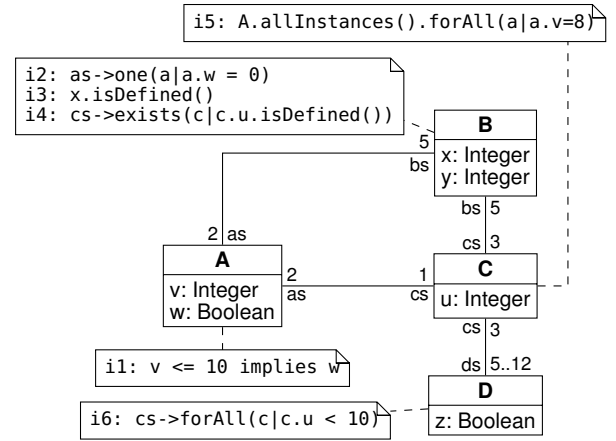 i5: A.allInstances().forAll(a|a.v=8)
i2: as->one(a|a.w = 0)
i3: x.isDefined()
i4: cs->exists(c|c.u.isDefined())
B
x: Integer
y: Integer
5
bs
bs 5
2 as
cs 3
A
v: Integer
w: Boolean
2
as
1
cs
C
u: Integer
cs 3
i1: v <= 10 implies w
ds 5..12
D
z: Boolean
i6: cs->forAll(c|c.u < 10)